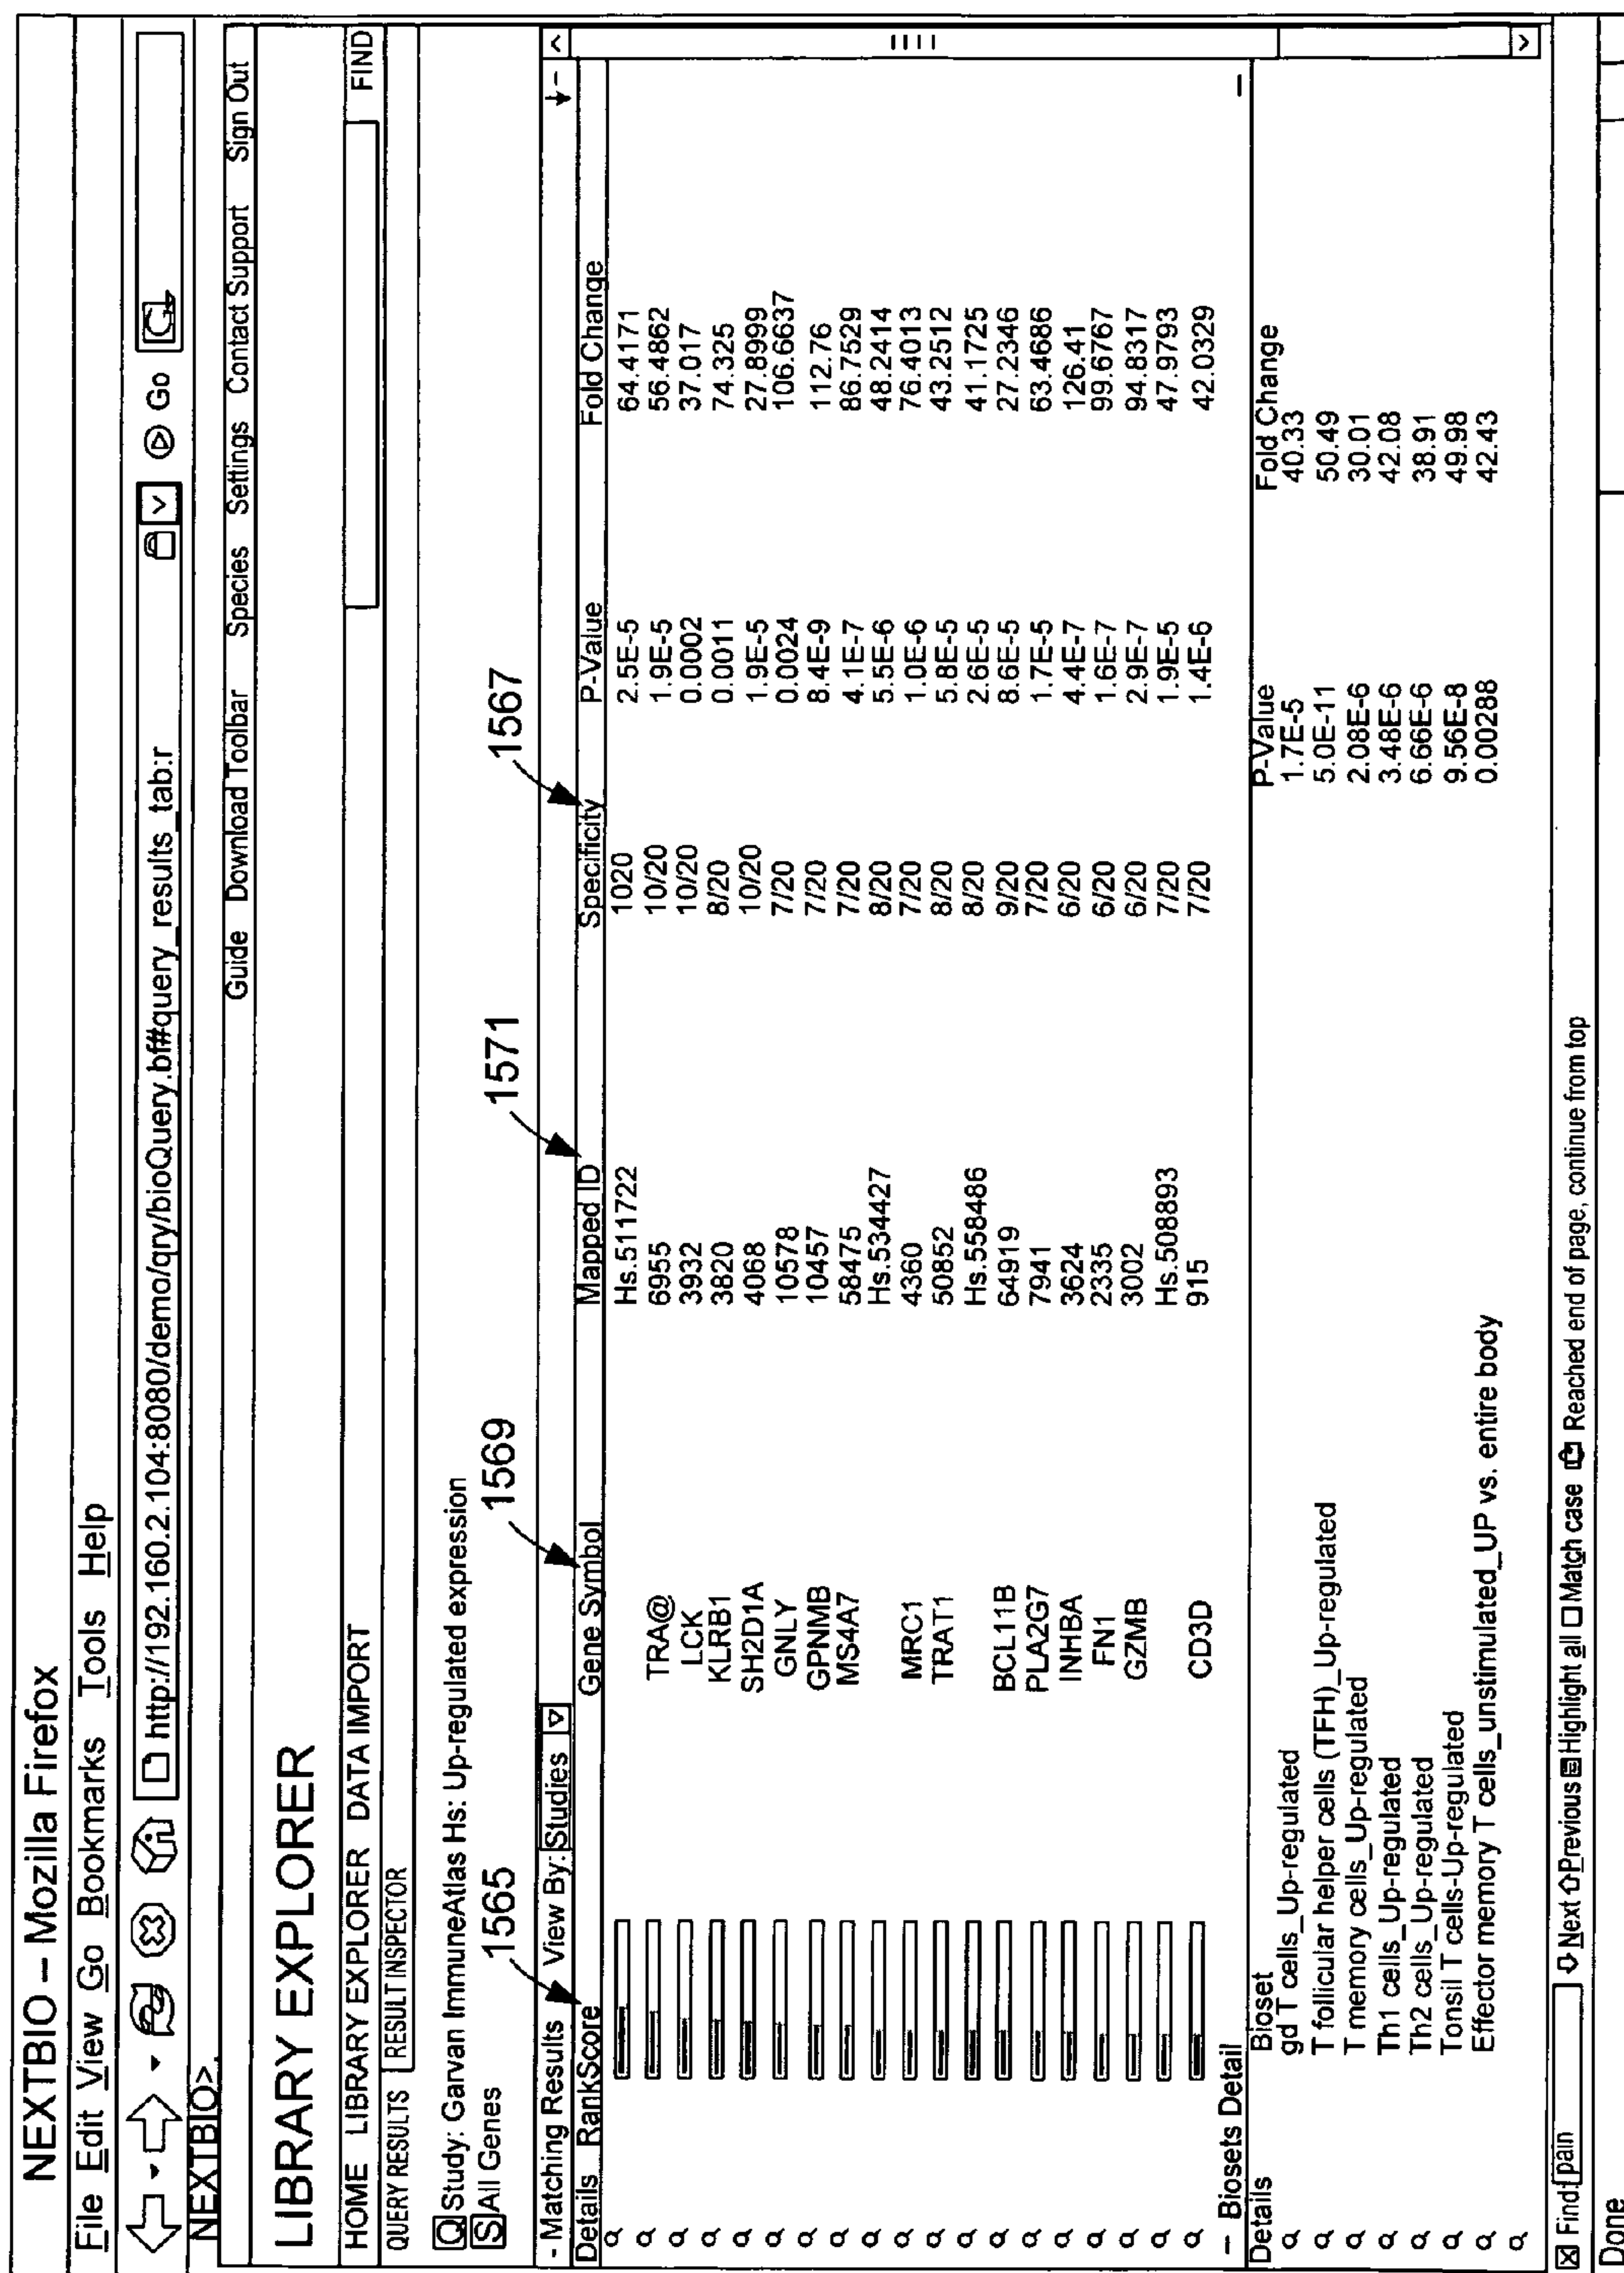 NEXTBIO – Mozilla Firefox
File Edit View Go Bookmarks Tools Help
http://192.160.2.104:8080/demo/qry/bioQuery.bf#query_results_tab:r Go
NEXTBIO>
Guide Download Toolbar Species Settings Contact Support Sign Out
LIBRARY EXPLORER
HOME LIBRARY EXPLORER DATA IMPORT FIND
QUERY RESULTS RESULT INSPECTOR
Q Study: Garvan ImmuneAtlas Hs: Up-regulated expression
S All Genes
1565 1569 1571 1567
- Matching Results View By: Studies
Details RankScore Gene Symbol Mapped ID Specificity P-Value Fold Change
Hs.511722 1020 2.5E-5 64.4171
TRA@ 6955 10/20 1.9E-5 56.4862
LCK 3932 10/20 0.0002 37.017
KLRB1 3820 8/20 0.0011 74.325
SH2D1A 4068 10/20 1.9E-5 27.8999
GNLY 10578 7/20 0.0024 106.6637
GPNMB 10457 7/20 8.4E-9 112.76
MS4A7 58475 7/20 4.1E-7 86.7529
Hs.534427 8/20 5.5E-6 48.2414
MRC1 4360 7/20 1.0E-6 76.4013
TRAT1 50852 8/20 5.8E-5 43.2512
Hs.558486 8/20 2.6E-5 41.1725
BCL11B 64919 9/20 8.6E-5 27.2346
PLA2G7 7941 7/20 1.7E-5 63.4686
INHBA 3624 6/20 4.4E-7 126.41
FN1 2335 6/20 1.6E-7 99.6767
GZMB 3002 6/20 2.9E-7 94.8317
Hs.508893 7/20 1.9E-5 47.9793
CD3D 915 7/20 1.4E-6 42.0329
– Biosets Detail
Details Bioset P-Value Fold Change
gd T cells_Up-regulated 1.7E-5 40.33
T follicular helper cells (TFH)_Up-regulated 5.0E-11 50.49
T memory cells_Up-regulated 2.08E-6 30.01
Th1 cells_Up-regulated 3.48E-6 42.08
Th2 cells_Up-regulated 6.66E-6 38.91
Tonsil T cells-Up-regulated 9.56E-8 49.98
Effector memory T cells_unstimulated_UP vs. entire body 0.00288 42.43
Find: pain Next Previous Highlight all Match case Reached end of page, continue from top
Done